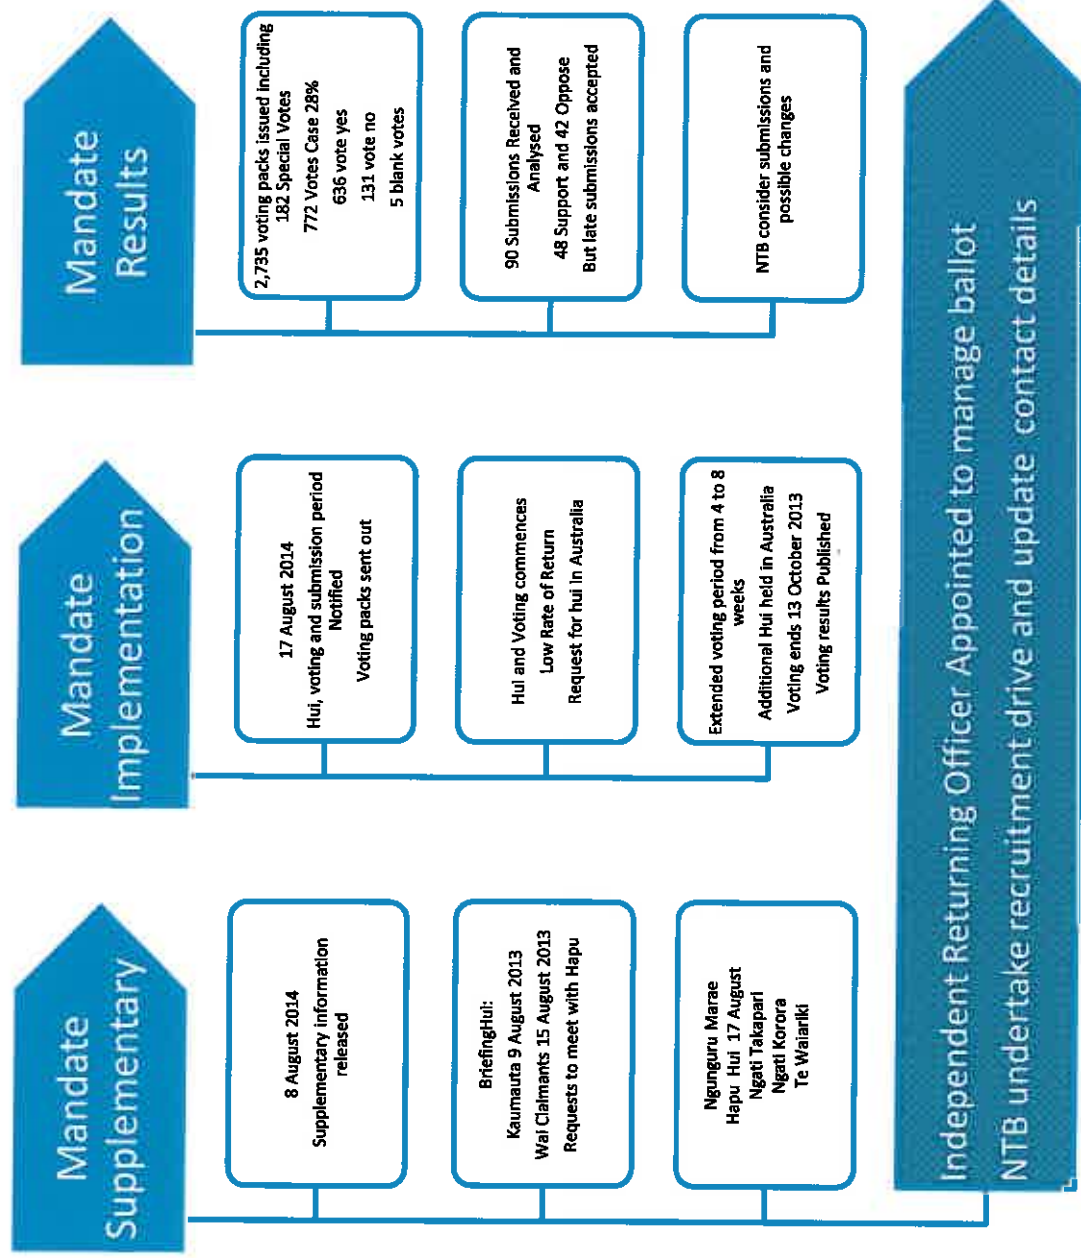 Mandate
Supplementary
8 August 2014
Supplementary information
released
BriefingHui:
Kaumauta 9 August 2013
Wai Claimants 15 August 2013
Requests to meet with Hapu
Ngunguru Marae
Hapu Hui 17 August
Ngati Takapari
Ngati Korora
Te Waiariki
Mandate
Implementation
17 August 2014
Hui, voting and submission period
Notified
Voting packs sent out
Hui and Voting commences
Low Rate of Return
Request for hui in Australia
Extended voting period from 4 to 8
weeks
Additional Hui held in Australia
Voting ends 13 October 2013
Voting results Published
Mandate
Results
2,735 voting packs issued including
182 Special Votes
772 Votes Case 28%
636 vote yes
131 vote no
5 blank votes
90 Submissions Received and
Analysed
48 Support and 42 Oppose
But late submissions accepted
NTB consider submissions and
possible changes
Independent Returning Officer Appointed to manage ballot
NTB undertake recruitment drive and update contact details